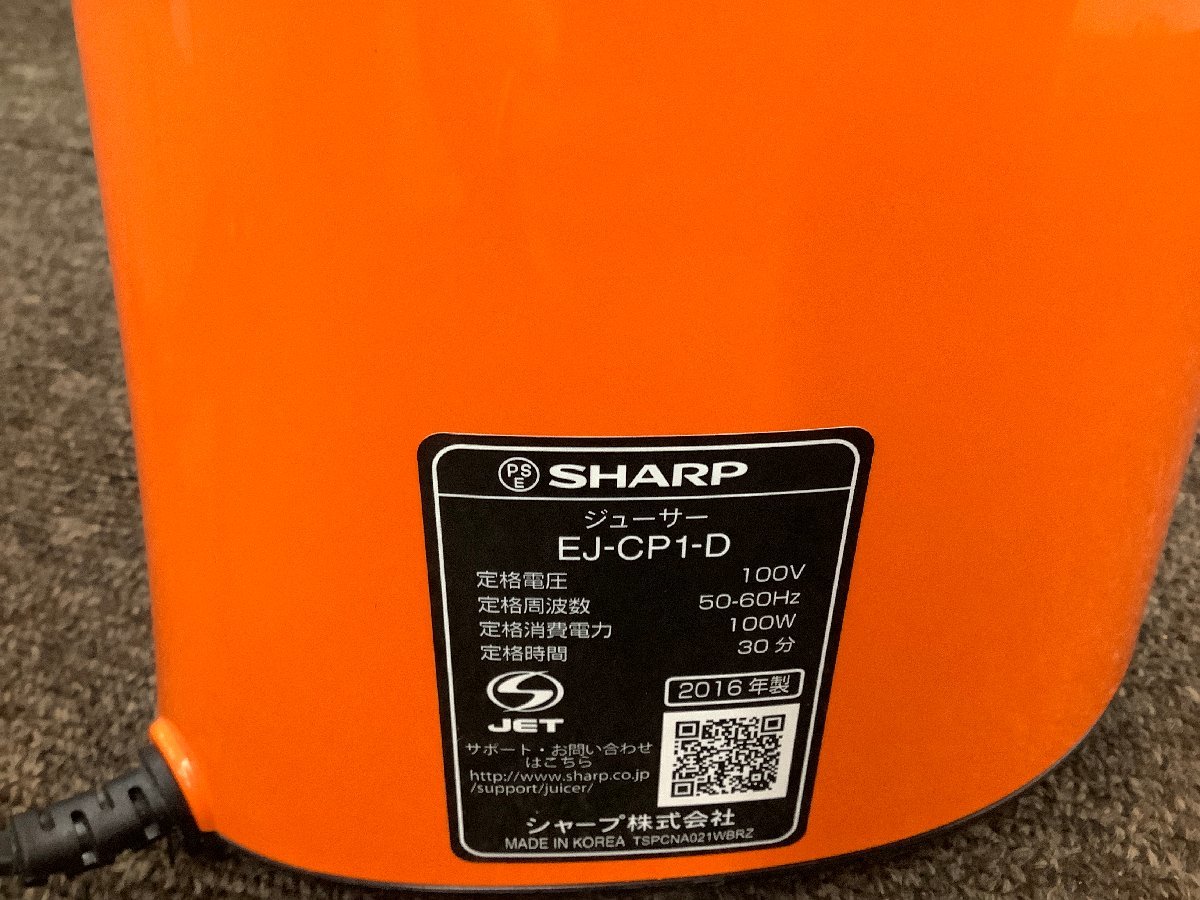 PS E SHARP
ジューサー
EJ-CP1-D
定格電圧 100V
定格周波数 50-60Hz
定格消費電力 100W
定格時間 30分
JET
2016年製
サポート・お問い合わせ
はこちら
http://www.sharp.co.jp
/support/juicer/
シャープ株式会社
MADE IN KOREA TSPCNA021WBRZ